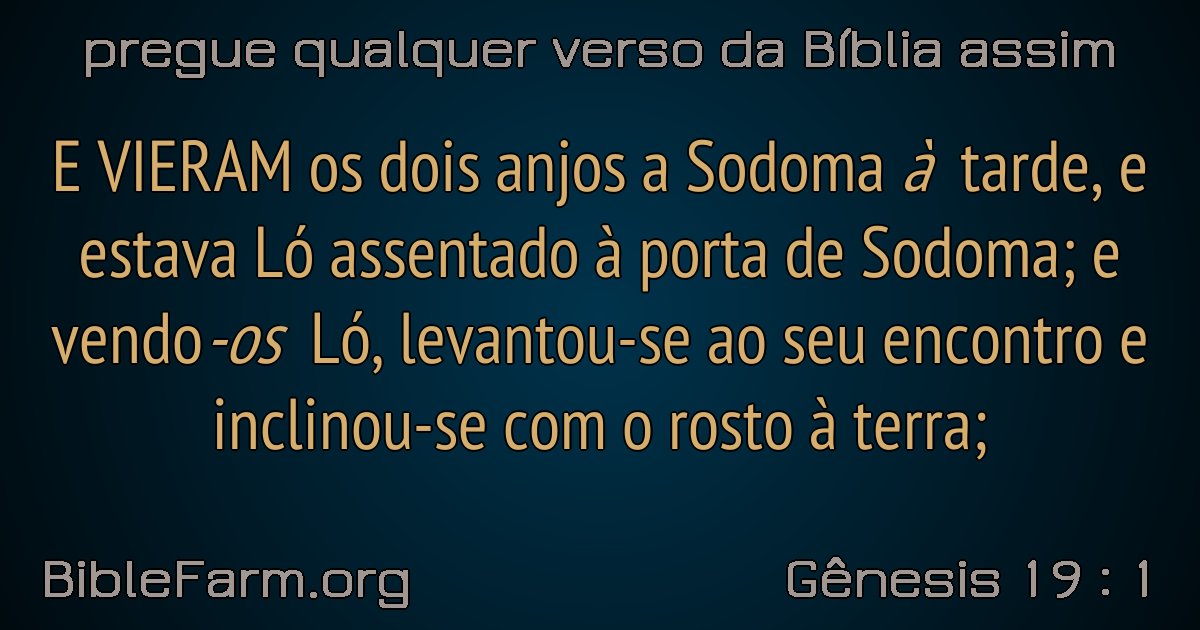 pregue qualquer verso da Bíblia assim
E VIERAM os dois anjos a Sodoma à tarde, e
estava Ló assentado à porta de Sodoma; e
vendo-os Ló, levantou-se ao seu encontro e
inclinou-se com o rosto à terra;
BibleFarm.org
Gênesis 19 : 1